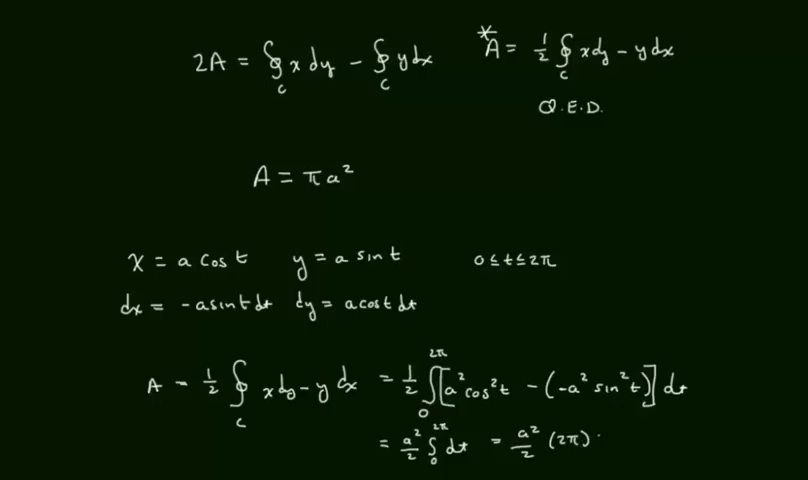 2A = ∮_C x dy − ∮_C y dx    *A = 1/2 ∮_C x dy − y dx
Q.E.D.
A = πa²
x = a cos t    y = a sin t    0 ≤ t ≤ 2π
dx = −a sin t dt    dy = a cos t dt
A = 1/2 ∮_C x dy − y dx = 1/2 ∫_0^{2π} [a² cos² t − (−a² sin² t)] dt
= a²/2 ∫_0^{2π} dt = a²/2 (2π)